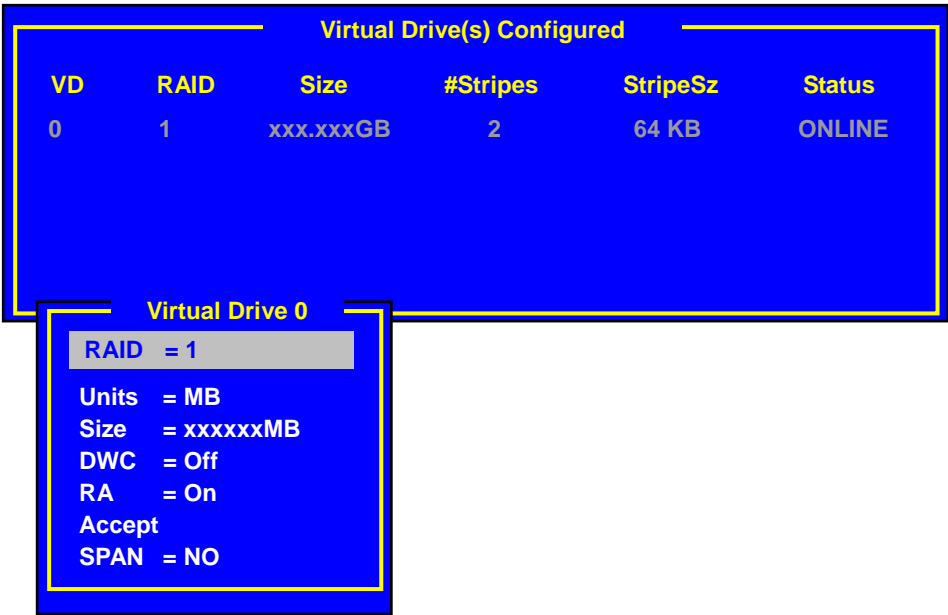 Virtual Drive(s) Configured
VD RAID Size #Stripes StripeSz Status
0 1 xxx.xxxGB 2 64 KB ONLINE
Virtual Drive 0
RAID = 1
Units = MB
Size = xxxxxxMB
DWC = Off
RA = On
Accept
SPAN = NO